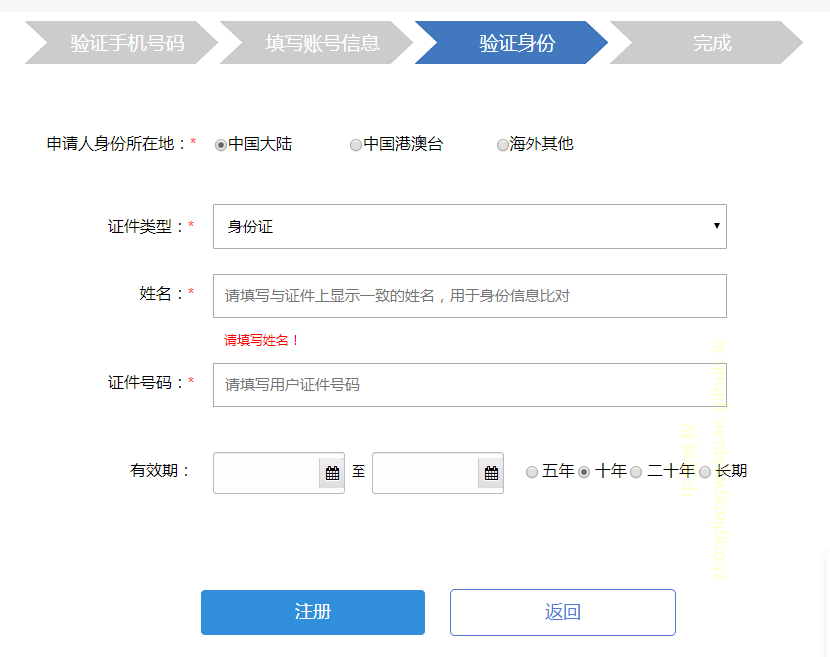 验证手机号码 填写账号信息 验证身份 完成
申请人身份所在地：* 中国大陆 中国港澳台 海外其他
证件类型：* 身份证
姓名：* 请填写与证件上显示一致的姓名，用于身份信息比对
请填写姓名！
证件号码：* 请填写用户证件号码
有效期： 至 五年 十年 二十年 长期
注册 返回